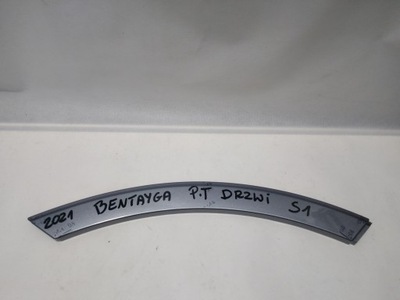 2021 BENTAYGA P.T DRZWI S1